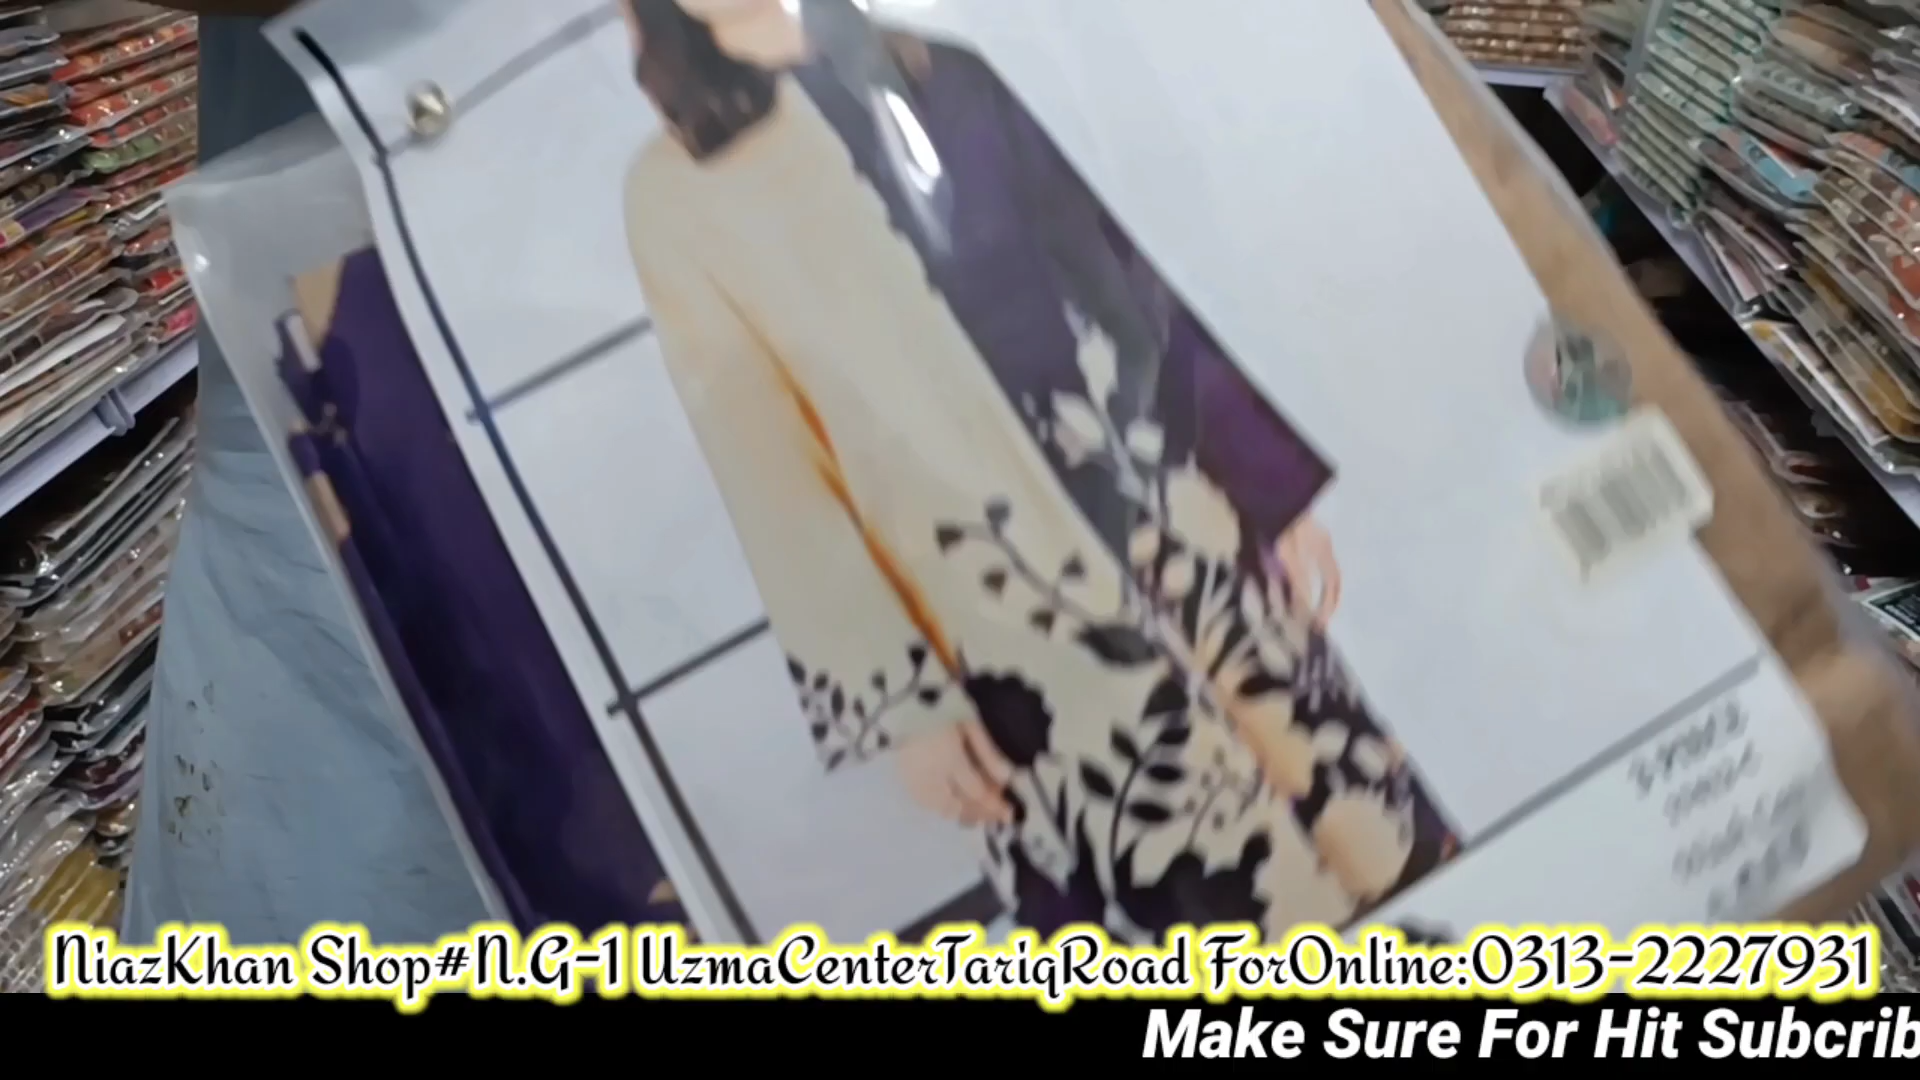 NiazKhan Shop#N.G-1 UzmaCenterTariqRoad ForOnline:0313-2227931
Make Sure For Hit Subcrib